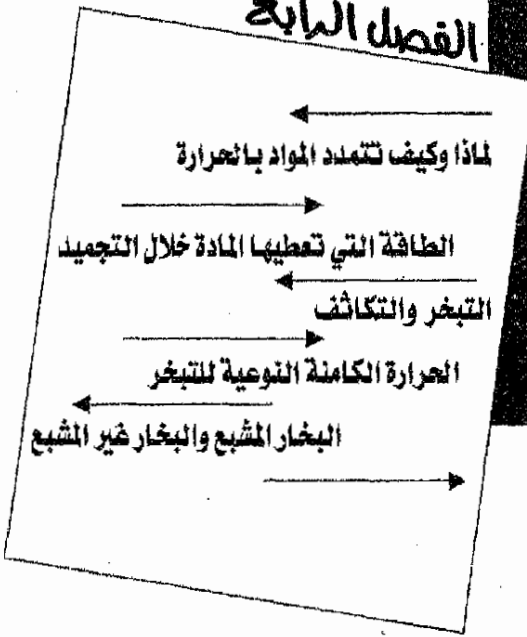 الفصل الرابع
لماذا وكيف تتمدد المواد بالحرارة
الطاقة التي تعطيها المادة خلال التجميد
التبخر والتكاثف
الحرارة الكامنة النوعية للتبخر
البخار المشبع والبخار غير المشبع